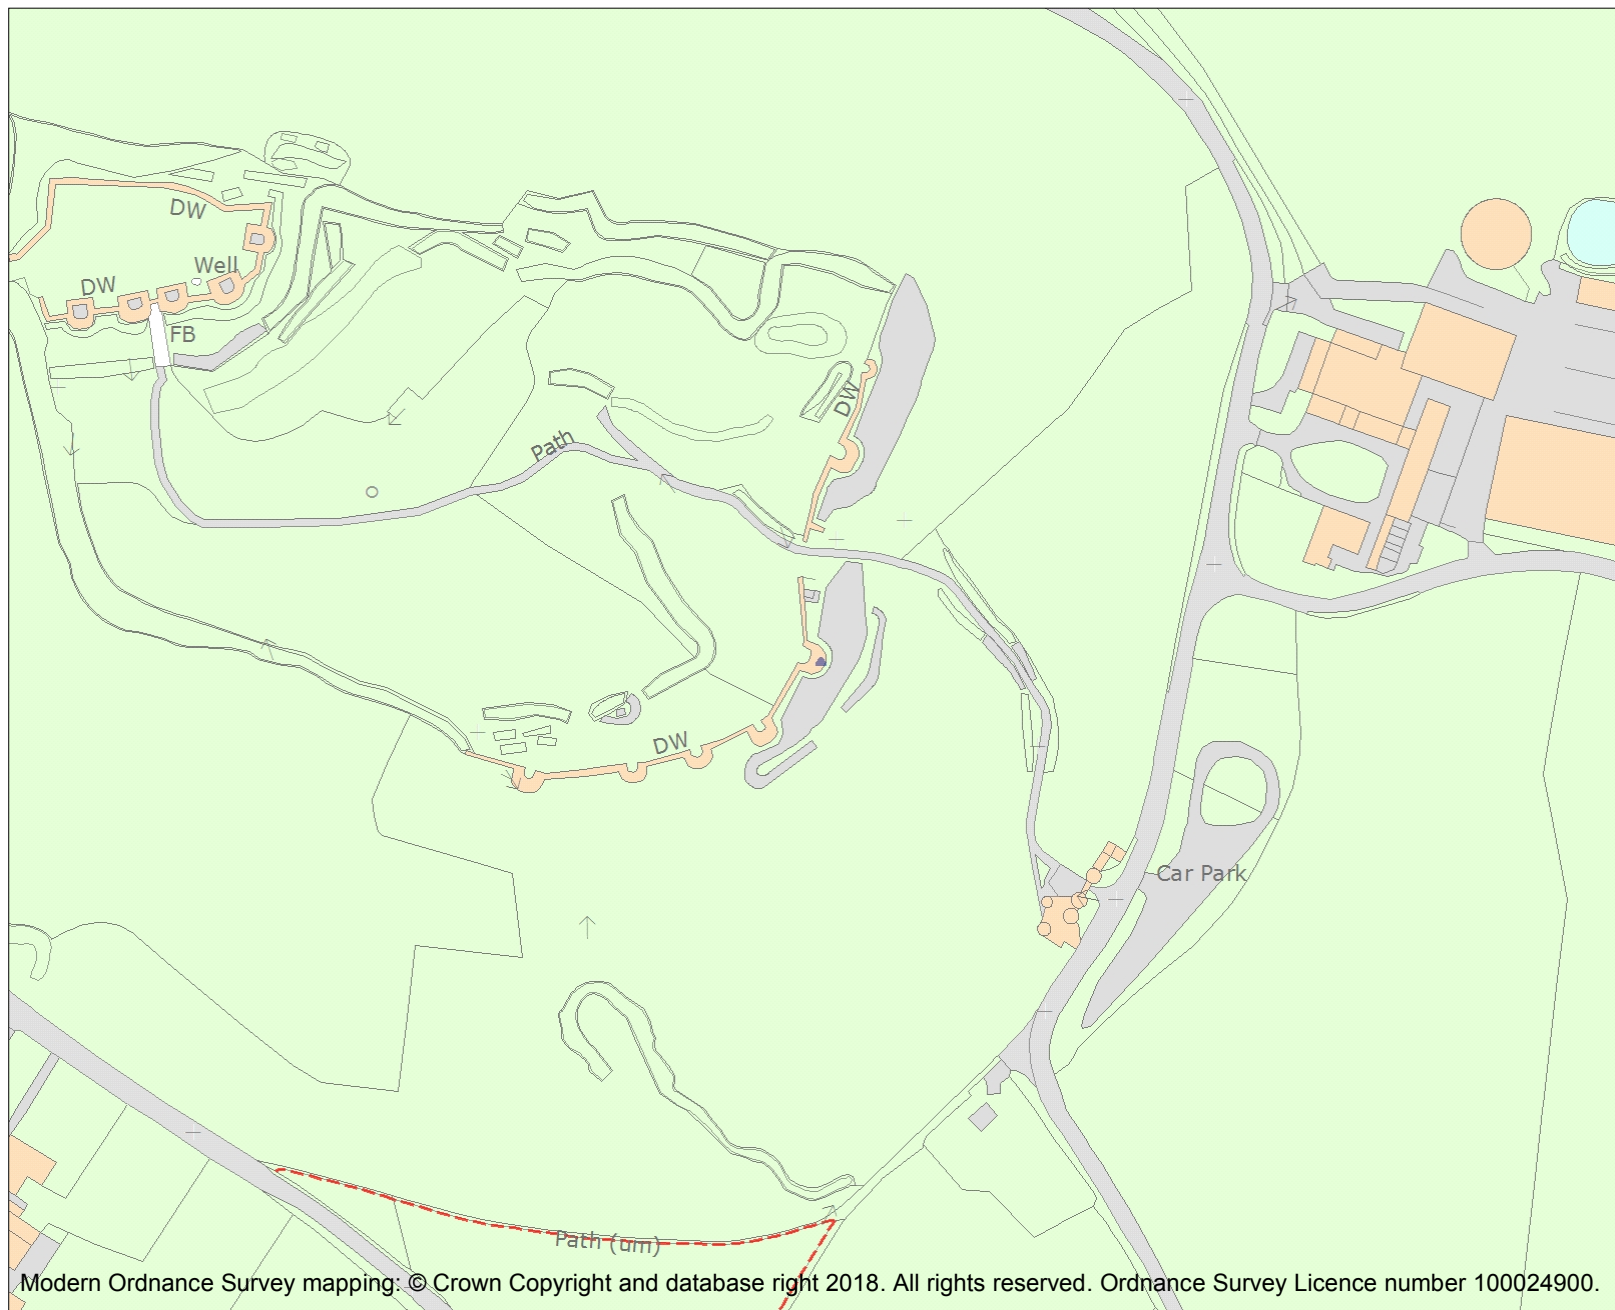 DW
Well
DW
FB
DW
Path
DW
Car Park
Path (um)
Modern Ordnance Survey mapping: © Crown Copyright and database right 2018. All rights reserved. Ordnance Survey Licence number 100024900.